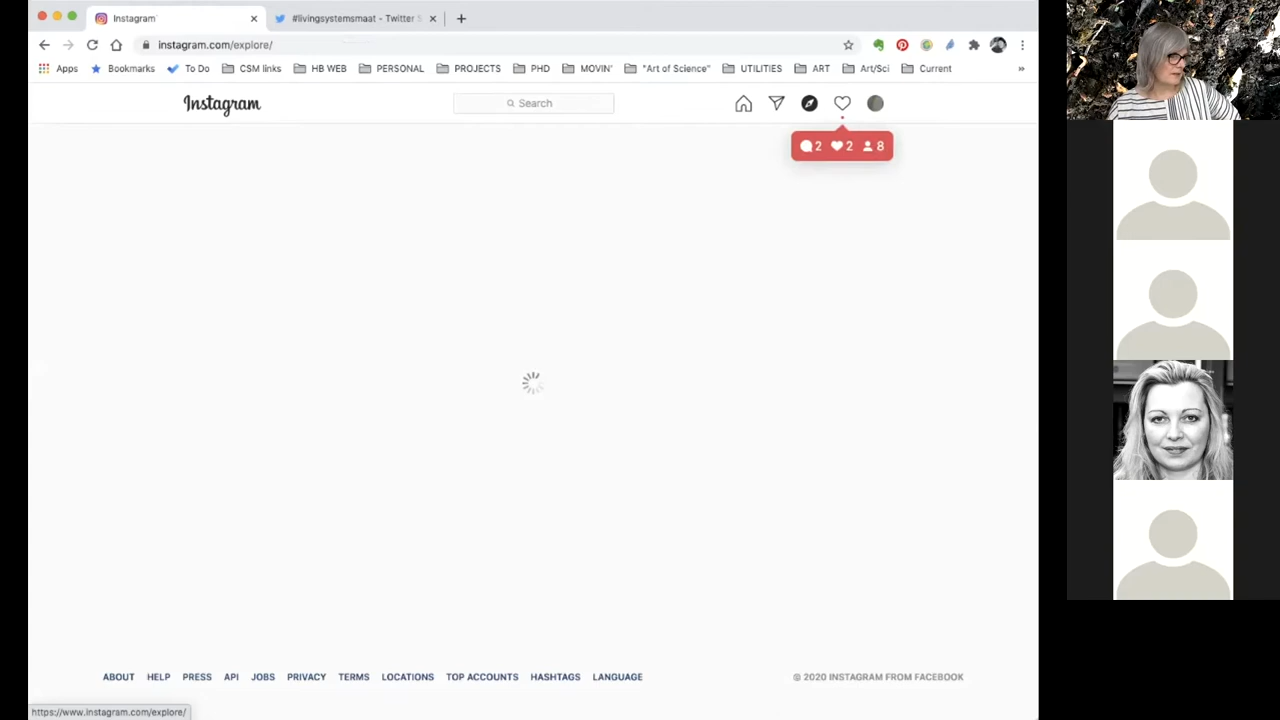 Instagram
#livingsystemsmaat - Twitter S
instagram.com/explore/
Apps Bookmarks To Do CSM links HB WEB PERSONAL PROJECTS PHD MOVIN' "Art of Science" UTILITIES ART Art/Sci Current »
Instagram
Search
2 2 8
ABOUT HELP PRESS API JOBS PRIVACY TERMS LOCATIONS TOP ACCOUNTS HASHTAGS LANGUAGE
© 2020 INSTAGRAM FROM FACEBOOK
https://www.instagram.com/explore/